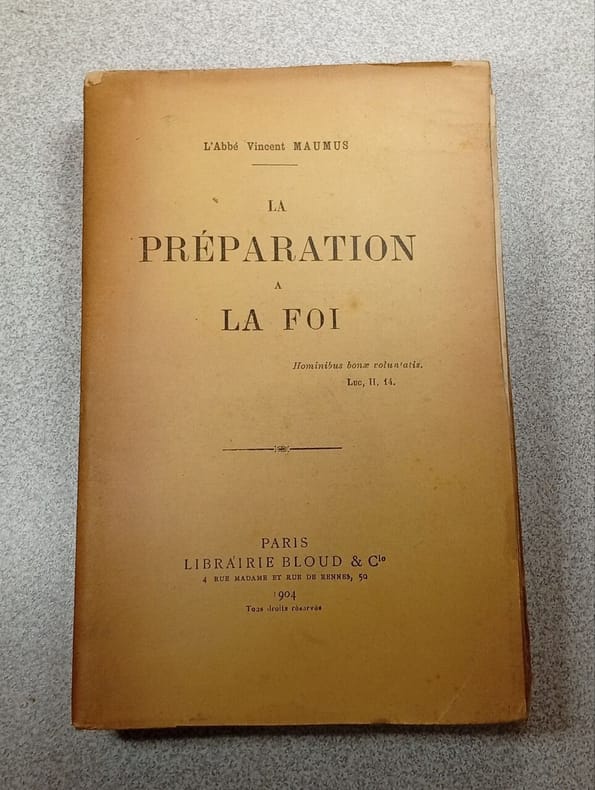 L'Abbé Vincent MAUMUS
LA
PRÉPARATION
A
LA FOI
Hominibus bonæ voluntatis.
Luc, II, 14.
PARIS
LIBRAIRIE BLOUD & Cie
4 RUE MADAME ET RUE DE RENNES, 59
1904
Tous droits réservés